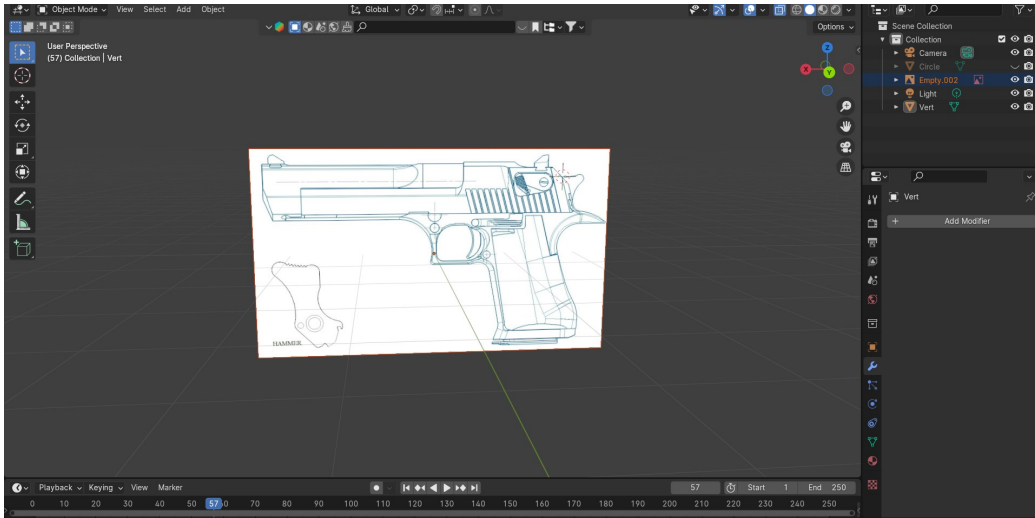 Object Mode View Select Add Object Global
Options
User Perspective
(57) Collection | Vert
Z
X
Y
HAMMER
Scene Collection
Collection
Camera
Circle
Empty.002
Light
Vert
Vert
+ Add Modifier
Playback Keying View Marker 57 Start 1 End 250
0 10 20 30 40 50 57 70 80 90 100 110 120 130 140 150 160 170 180 190 200 210 220 230 240 250